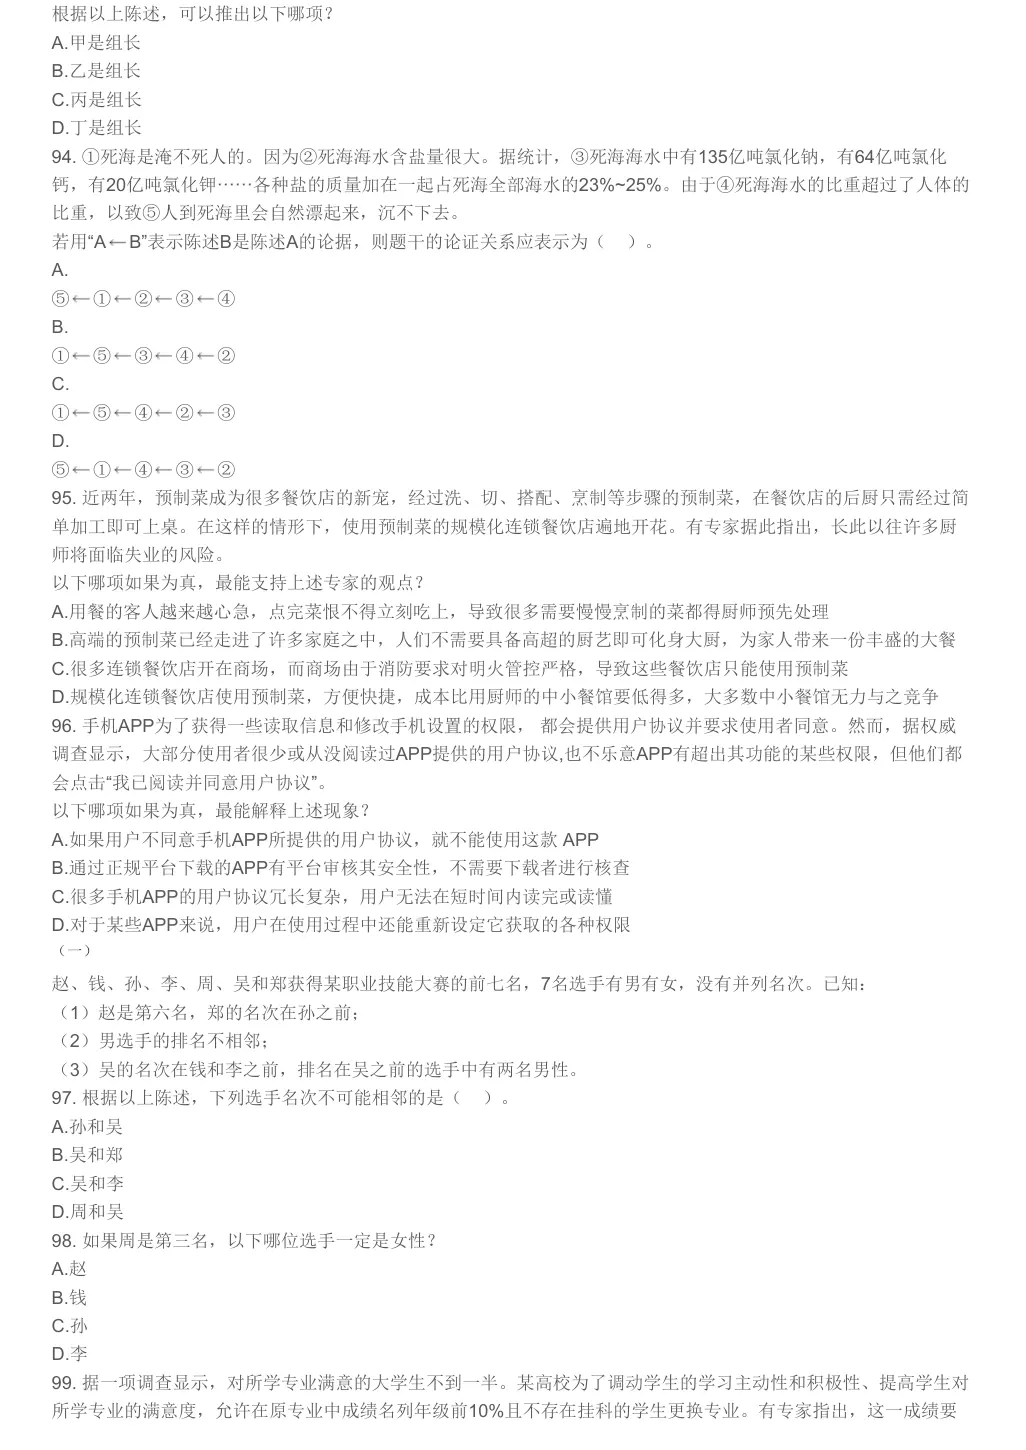 根据以上陈述，可以推出以下哪项？
A.甲是组长
B.乙是组长
C.丙是组长
D.丁是组长
94. ①死海是淹不死人的。因为②死海海水含盐量很大。据统计，③死海海水中有135亿吨氯化钠，有64亿吨氯化
钙，有20亿吨氯化钾……各种盐的质量加在一起占死海全部海水的23%~25%。由于④死海海水的比重超过了人体的
比重，以致⑤人到死海里会自然漂起来，沉不下去。
若用“A←B”表示陈述B是陈述A的论据，则题干的论证关系应表示为（　）。
A.
⑤←①←②←③←④
B.
①←⑤←③←④←②
C.
①←⑤←④←②←③
D.
⑤←①←④←③←②
95. 近两年，预制菜成为很多餐饮店的新宠，经过洗、切、搭配、烹制等步骤的预制菜，在餐饮店的后厨只需经过简
单加工即可上桌。在这样的情形下，使用预制菜的规模化连锁餐饮店遍地开花。有专家据此指出，长此以往许多厨
师将面临失业的风险。
以下哪项如果为真，最能支持上述专家的观点？
A.用餐的客人越来越心急，点完菜恨不得立刻吃上，导致很多需要慢慢烹制的菜都得厨师预先处理
B.高端的预制菜已经走进了许多家庭之中，人们不需要具备高超的厨艺即可化身大厨，为家人带来一份丰盛的大餐
C.很多连锁餐饮店开在商场，而商场由于消防要求对明火管控严格，导致这些餐饮店只能使用预制菜
D.规模化连锁餐饮店使用预制菜，方便快捷，成本比用厨师的中小餐馆要低得多，大多数中小餐馆无力与之竞争
96. 手机APP为了获得一些读取信息和修改手机设置的权限， 都会提供用户协议并要求使用者同意。然而，据权威
调查显示，大部分使用者很少或从没阅读过APP提供的用户协议,也不乐意APP有超出其功能的某些权限，但他们都
会点击“我已阅读并同意用户协议”。
以下哪项如果为真，最能解释上述现象？
A.如果用户不同意手机APP所提供的用户协议，就不能使用这款 APP
B.通过正规平台下载的APP有平台审核其安全性，不需要下载者进行核查
C.很多手机APP的用户协议冗长复杂，用户无法在短时间内读完或读懂
D.对于某些APP来说，用户在使用过程中还能重新设定它获取的各种权限
（一）
赵、钱、孙、李、周、吴和郑获得某职业技能大赛的前七名，7名选手有男有女，没有并列名次。已知：
（1）赵是第六名，郑的名次在孙之前；
（2）男选手的排名不相邻；
（3）吴的名次在钱和李之前，排名在吴之前的选手中有两名男性。
97. 根据以上陈述，下列选手名次不可能相邻的是（　）。
A.孙和吴
B.吴和郑
C.吴和李
D.周和吴
98. 如果周是第三名，以下哪位选手一定是女性？
A.赵
B.钱
C.孙
D.李
99. 据一项调查显示，对所学专业满意的大学生不到一半。某高校为了调动学生的学习主动性和积极性、提高学生对
所学专业的满意度，允许在原专业中成绩名列年级前10%且不存在挂科的学生更换专业。有专家指出，这一成绩要